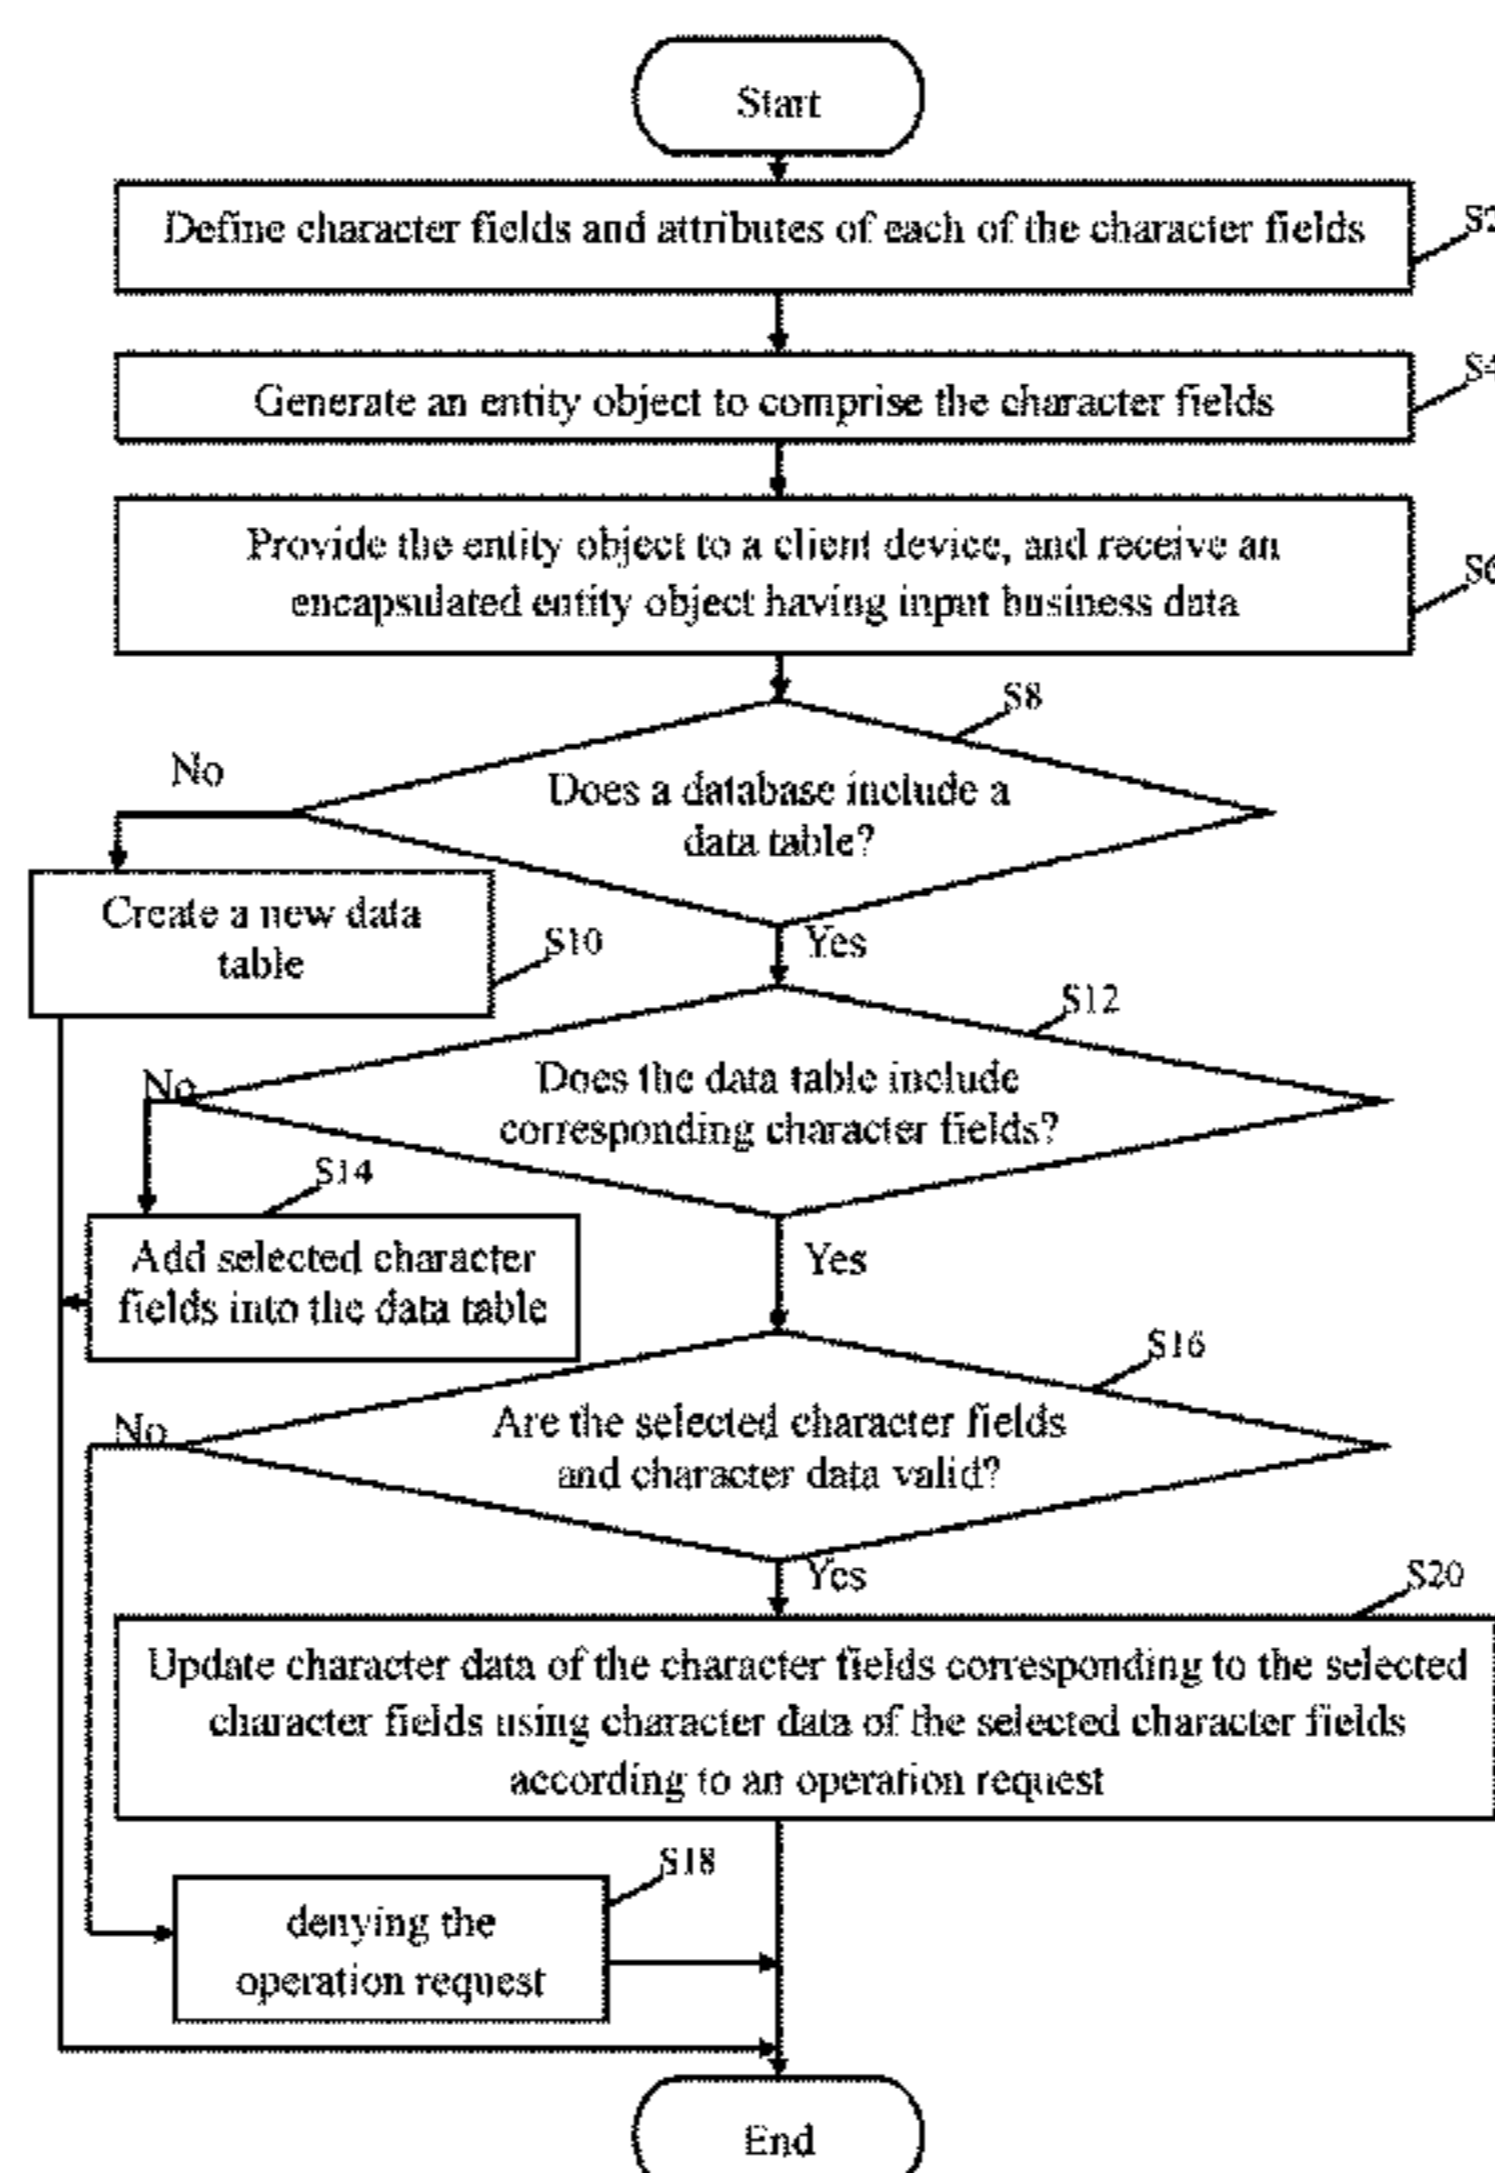 Start
Define character fields and attributes of each of the character fields
S2
Generate an entity object to comprise the character fields
S4
Provide the entity object to a client device, and receive an
encapsulated entity object having input business data
S6
S8
No
Does a database include a
data table?
Create a new data
table
S10
Yes
S12
No
Does the data table include
corresponding character fields?
S14
Add selected character
fields into the data table
Yes
S16
No
Are the selected character fields
and character data valid?
Yes
S20
Update character data of the character fields corresponding to the selected
character fields using character data of the selected character fields
according to an operation request
S18
denying the
operation request
End